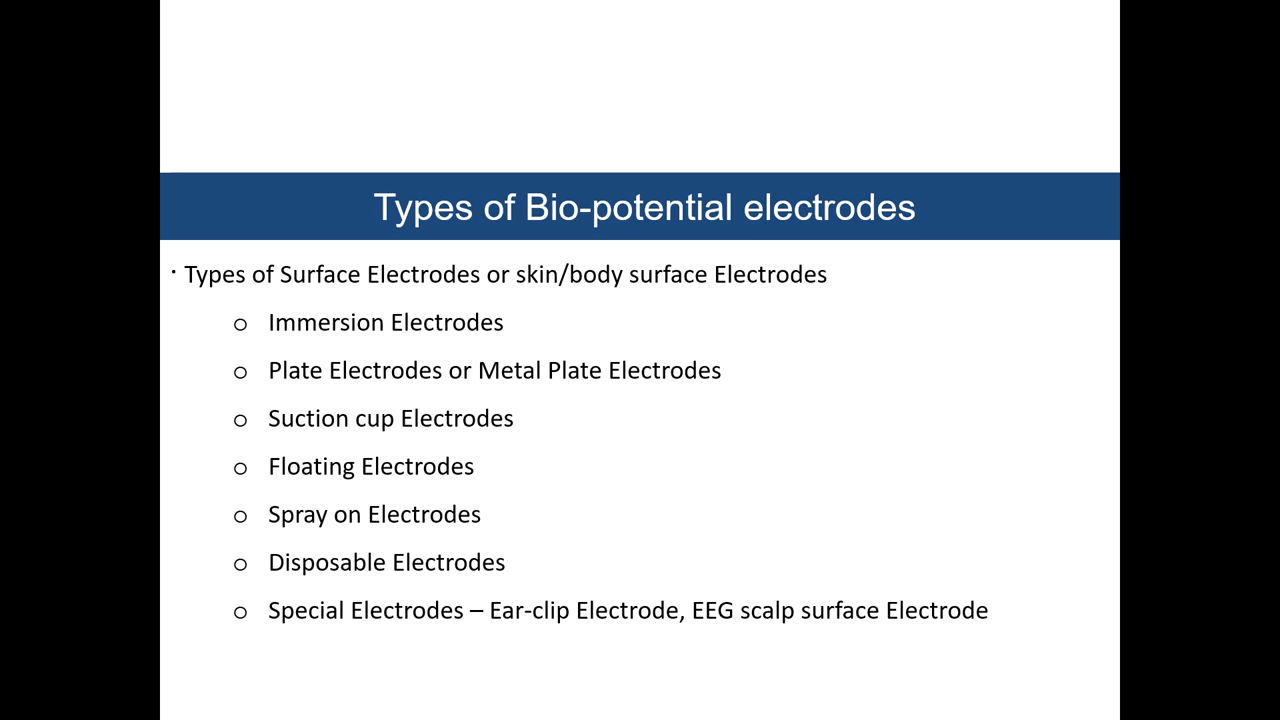 Types of Bio-potential electrodes
· Types of Surface Electrodes or skin/body surface Electrodes
o Immersion Electrodes
o Plate Electrodes or Metal Plate Electrodes
o Suction cup Electrodes
o Floating Electrodes
o Spray on Electrodes
o Disposable Electrodes
o Special Electrodes – Ear-clip Electrode, EEG scalp surface Electrode